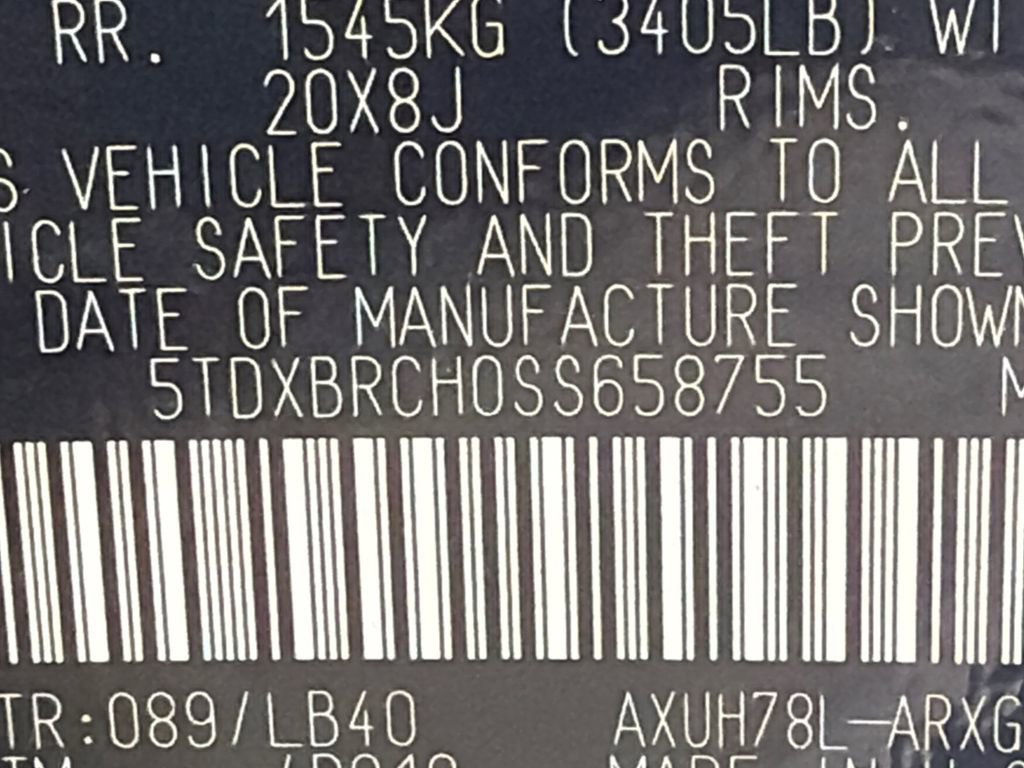 RR. 1545KG (3405LB) WI
20X8J RIMS.
S VEHICLE CONFORMS TO ALL
ICLE SAFETY AND THEFT PREV
DATE OF MANUFACTURE SHOWN
5TDXBRCH0SS658755 M
TR:089/LB40 AXUH78L-ARXG